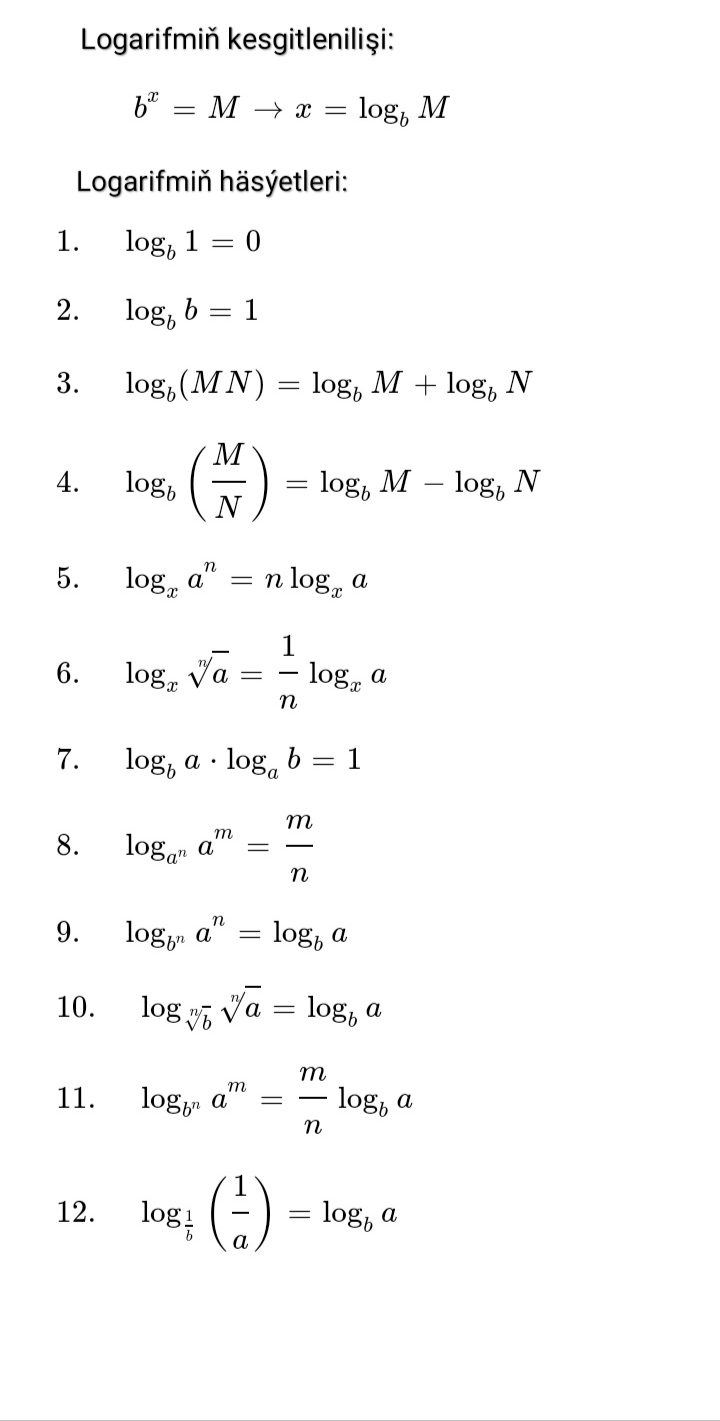 Logarifmiň kesgitlenilişi:
b^x = M → x = log_b M
Logarifmiň häsýetleri:
1. log_b 1 = 0
2. log_b b = 1
3. log_b(MN) = log_b M + log_b N
4. log_b (M/N) = log_b M − log_b N
5. log_x a^n = n log_x a
6. log_x ⁿ√a = 1/n log_x a
7. log_b a · log_a b = 1
8. log_{a^n} a^m = m/n
9. log_{b^n} a^n = log_b a
10. log_{ⁿ√b} ⁿ√a = log_b a
11. log_{b^n} a^m = m/n log_b a
12. log_{1/b} (1/a) = log_b a